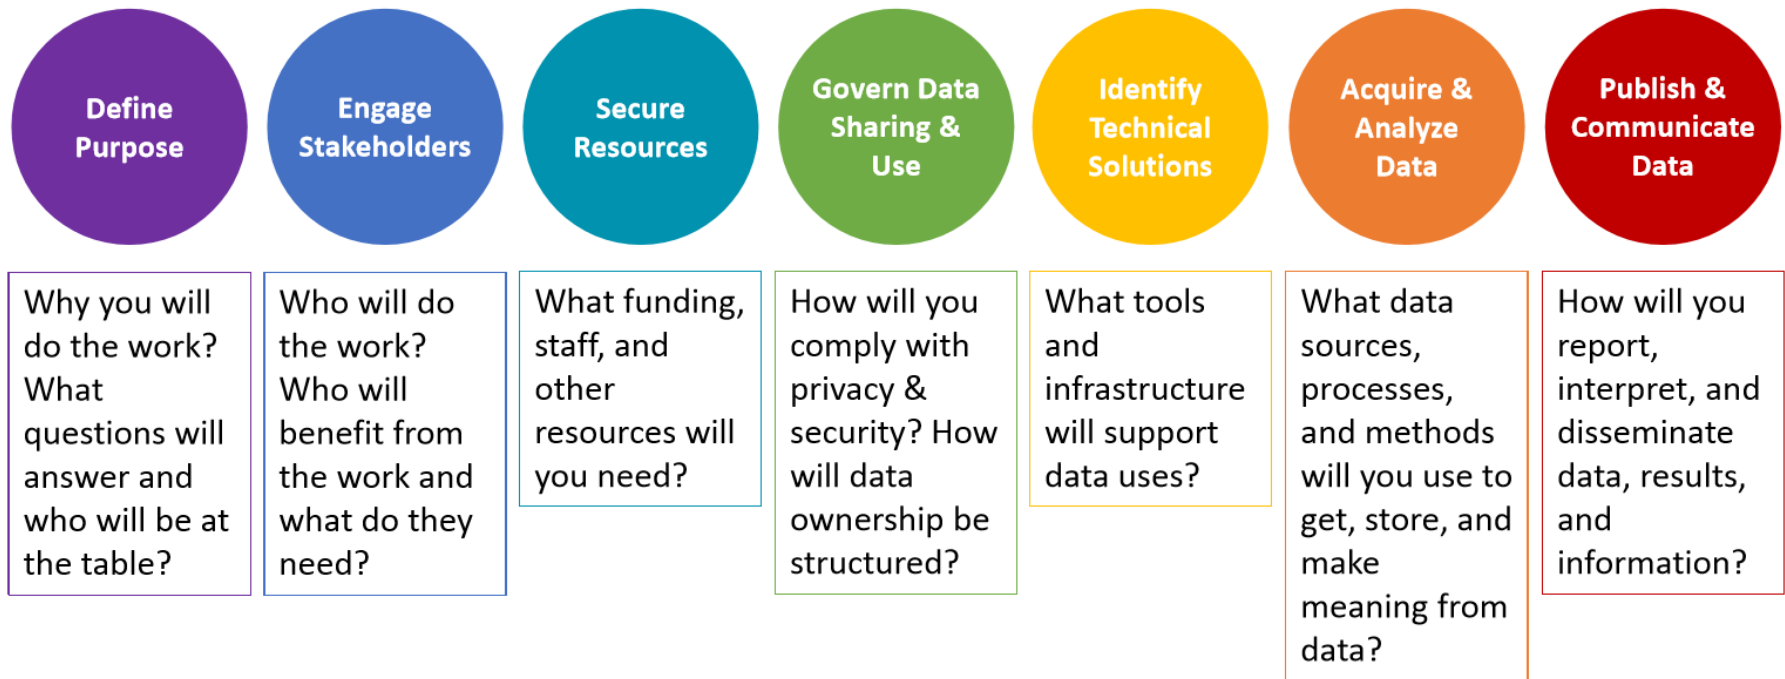 Define
Purpose
Engage
Stakeholders
Secure
Resources
Govern Data
Sharing &
Use
Identify
Technical
Solutions
Acquire &
Analyze
Data
Publish &
Communicate
Data
Why you will
do the work?
What
questions will
answer and
who will be at
the table?
Who will do
the work?
Who will
benefit from
the work and
what do they
need?
What funding,
staff, and
other
resources will
you need?
How will you
comply with
privacy &
security? How
will data
ownership be
structured?
What tools
and
infrastructure
will support
data uses?
What data
sources,
processes,
and methods
will you use to
get, store, and
make
meaning from
data?
How will you
report,
interpret, and
disseminate
data, results,
and
information?